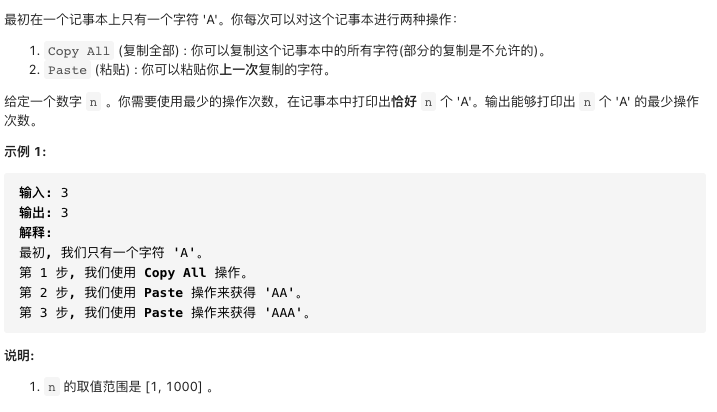 最初在一个记事本上只有一个字符 'A'。你每次可以对这个记事本进行两种操作：
1. Copy All (复制全部) : 你可以复制这个记事本中的所有字符(部分的复制是不允许的)。
2. Paste (粘贴) : 你可以粘贴你上一次复制的字符。
给定一个数字 n 。你需要使用最少的操作次数，在记事本中打印出恰好 n 个 'A'。输出能够打印出 n 个 'A' 的最少操作
次数。
示例 1:
输入: 3
输出: 3
解释:
最初, 我们只有一个字符 'A'。
第 1 步, 我们使用 Copy All 操作。
第 2 步, 我们使用 Paste 操作来获得 'AA'。
第 3 步, 我们使用 Paste 操作来获得 'AAA'。
说明:
1. n 的取值范围是 [1, 1000] 。